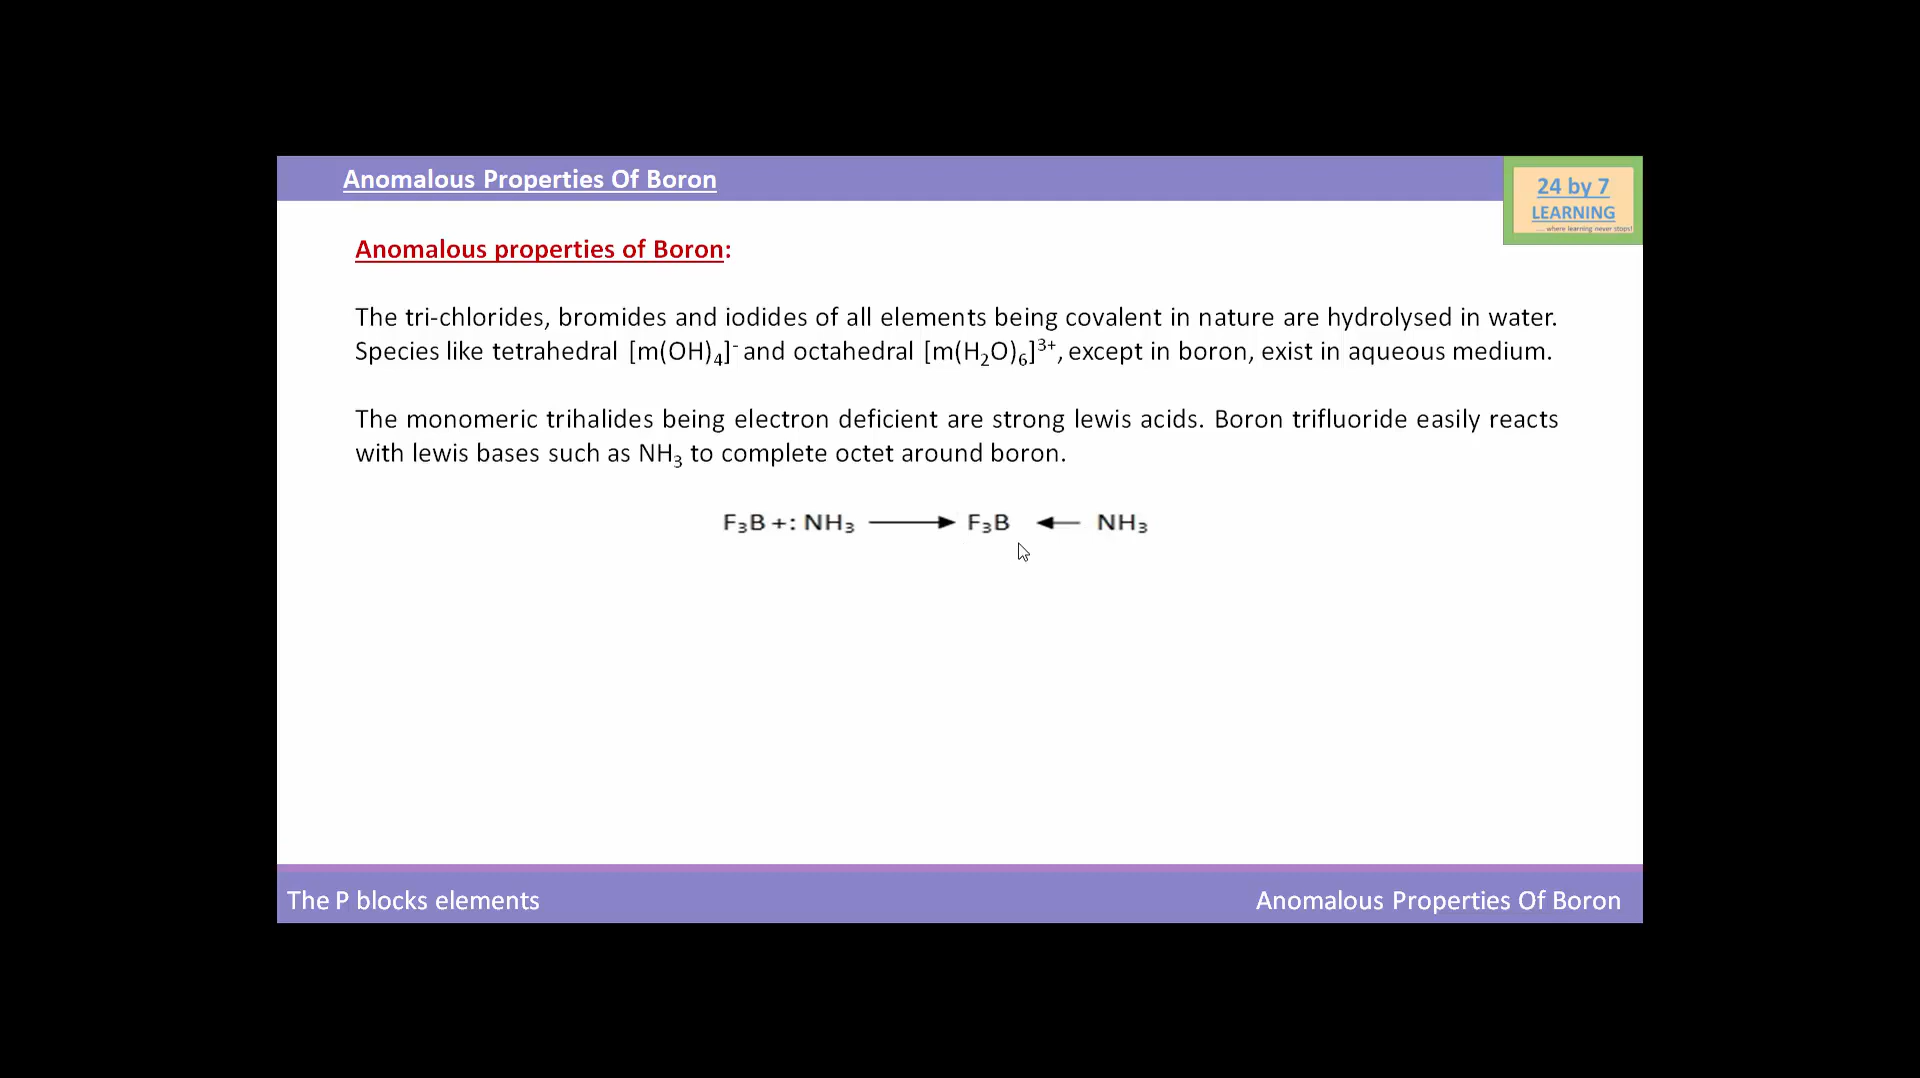 Anomalous Properties Of Boron
24 by 7
LEARNING
.... where learning never stops!
Anomalous properties of Boron:
The tri-chlorides, bromides and iodides of all elements being covalent in nature are hydrolysed in water.
Species like tetrahedral [m(OH)₄]⁻ and octahedral [m(H₂O)₆]³⁺, except in boron, exist in aqueous medium.
The monomeric trihalides being electron deficient are strong lewis acids. Boron trifluoride easily reacts
with lewis bases such as NH₃ to complete octet around boron.
F₃B +: NH₃ ⟶ F₃B ← NH₃
The P blocks elements
Anomalous Properties Of Boron